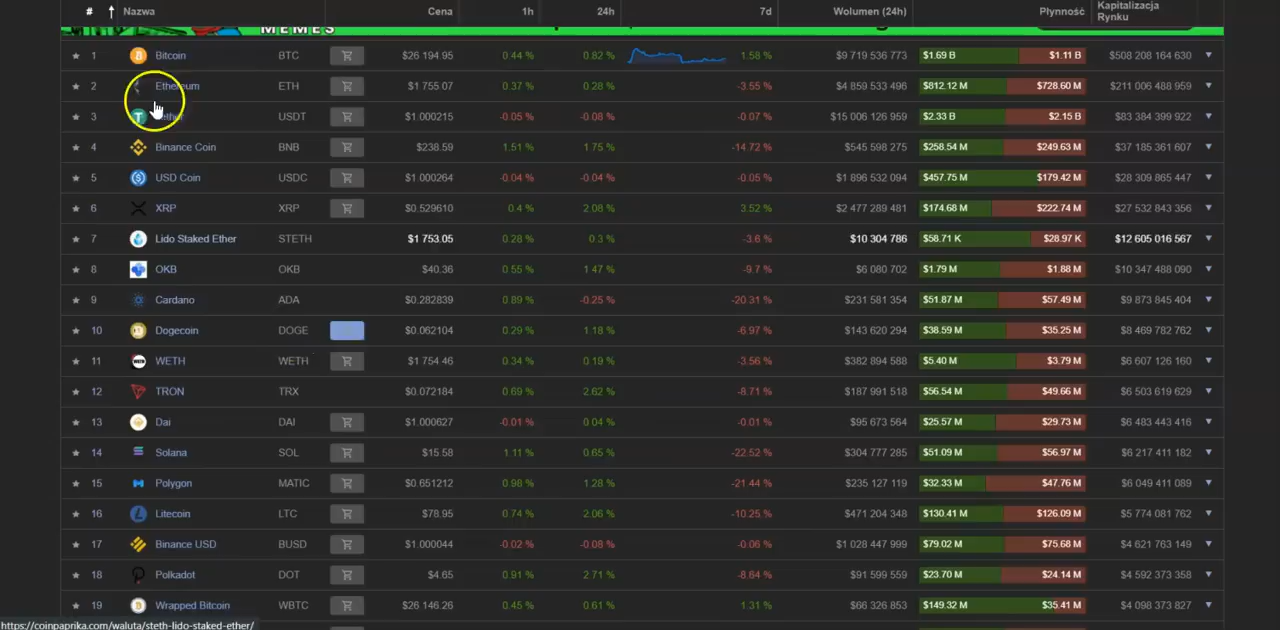 # Nazwa Cena 1h 24h 7d Wolumen (24h) Płynność Kapitalizacja Rynku
MEMES
1 Bitcoin BTC $26 194.95 0.44 % 0.82 % 1.58 % $9 719 536 773 $1.69 B $1.11 B $508 208 164 630
2 Ethereum ETH $1 755.07 0.37 % 0.28 % -3.55 % $4 859 533 496 $812.12 M $728.60 M $211 006 488 959
3 Tether USDT $1.000215 -0.05 % -0.08 % -0.07 % $15 006 126 959 $2.33 B $2.15 B $83 384 399 922
4 Binance Coin BNB $238.59 1.51 % 1.75 % -14.72 % $545 598 275 $258.54 M $249.63 M $37 185 361 607
5 USD Coin USDC $1.000264 -0.04 % -0.04 % -0.05 % $1 896 532 094 $457.75 M $179.42 M $28 309 865 447
6 XRP XRP $0.529610 0.4 % 2.08 % 3.52 % $2 477 289 481 $174.68 M $222.74 M $27 532 843 356
7 Lido Staked Ether STETH $1 753.05 0.28 % 0.3 % -3.6 % $10 304 786 $58.71 K $28.97 K $12 605 016 567
8 OKB OKB $40.36 0.55 % 1.47 % -9.7 % $6 080 702 $1.79 M $1.88 M $10 347 488 090
9 Cardano ADA $0.282839 0.89 % -0.25 % -20.31 % $231 581 354 $51.87 M $57.49 M $9 873 845 404
10 Dogecoin DOGE $0.062104 0.29 % 1.18 % -6.97 % $143 620 294 $38.59 M $35.25 M $8 469 782 762
11 WETH WETH $1 754.46 0.34 % 0.19 % -3.56 % $382 894 588 $5.40 M $3.79 M $6 607 126 160
12 TRON TRX $0.072184 0.69 % 2.62 % -8.71 % $187 991 518 $56.54 M $49.66 M $6 503 619 629
13 Dai DAI $1.000627 -0.01 % 0.04 % -0.01 % $95 673 564 $25.57 M $29.73 M $6 483 443 416
14 Solana SOL $15.58 1.11 % 0.65 % -22.52 % $304 777 285 $51.09 M $56.97 M $6 217 411 182
15 Polygon MATIC $0.651212 0.98 % 1.28 % -21.44 % $235 127 119 $32.33 M $47.76 M $6 049 411 089
16 Litecoin LTC $78.95 0.74 % 2.06 % -10.25 % $471 204 348 $130.41 M $126.09 M $5 774 081 762
17 Binance USD BUSD $1.000044 -0.02 % -0.08 % -0.06 % $1 028 447 999 $79.02 M $75.68 M $4 621 763 149
18 Polkadot DOT $4.65 0.91 % 2.71 % -8.64 % $91 599 559 $23.70 M $24.14 M $4 592 373 358
19 Wrapped Bitcoin WBTC $26 146.26 0.45 % 0.61 % 1.31 % $66 326 853 $149.32 M $35.41 M $4 098 373 827
https://coinpaprika.com/waluta/steth-lido-staked-ether/